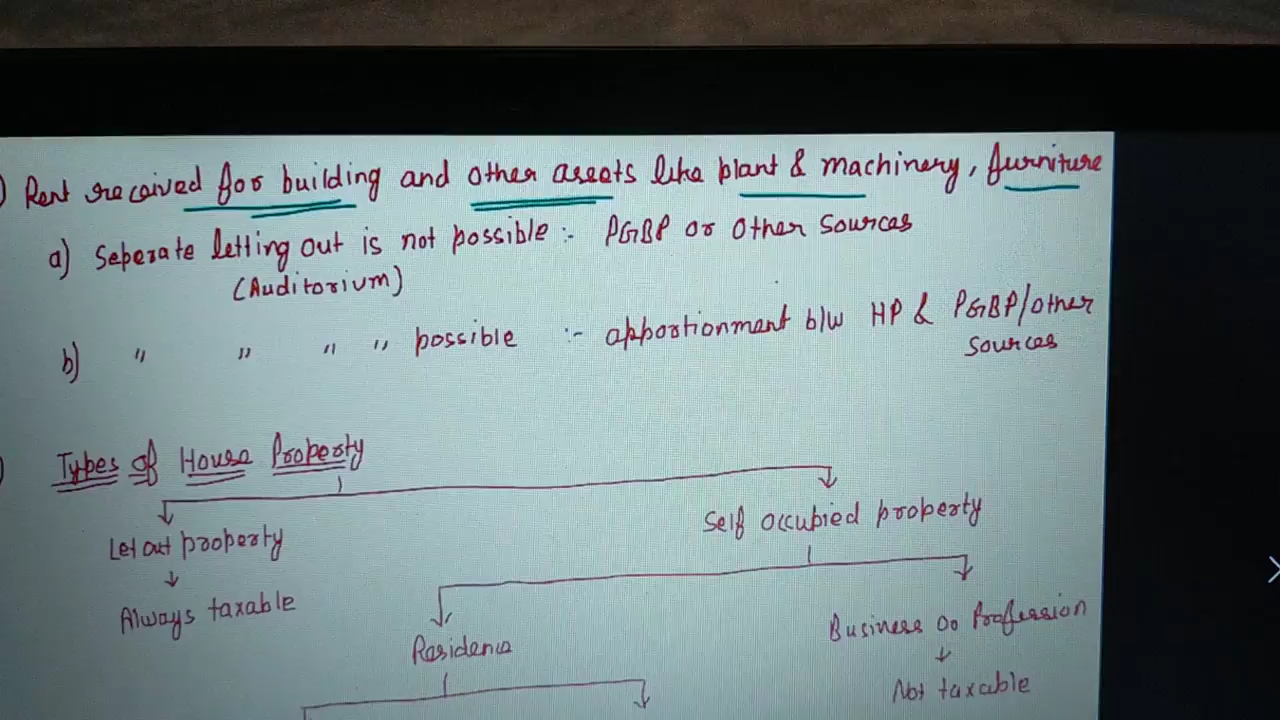 ) Rent received for building and other assets like plant & machinery, furniture
a) Seperate letting out is not possible :- PGBP or Other Sources
(Auditorium)
b) " " " " possible :- apportionment b/w HP & PGBP/other
Sources
) Types of House Property
Let out property
Self occupied property
Always taxable
Residence
Business or Profession
Not taxable